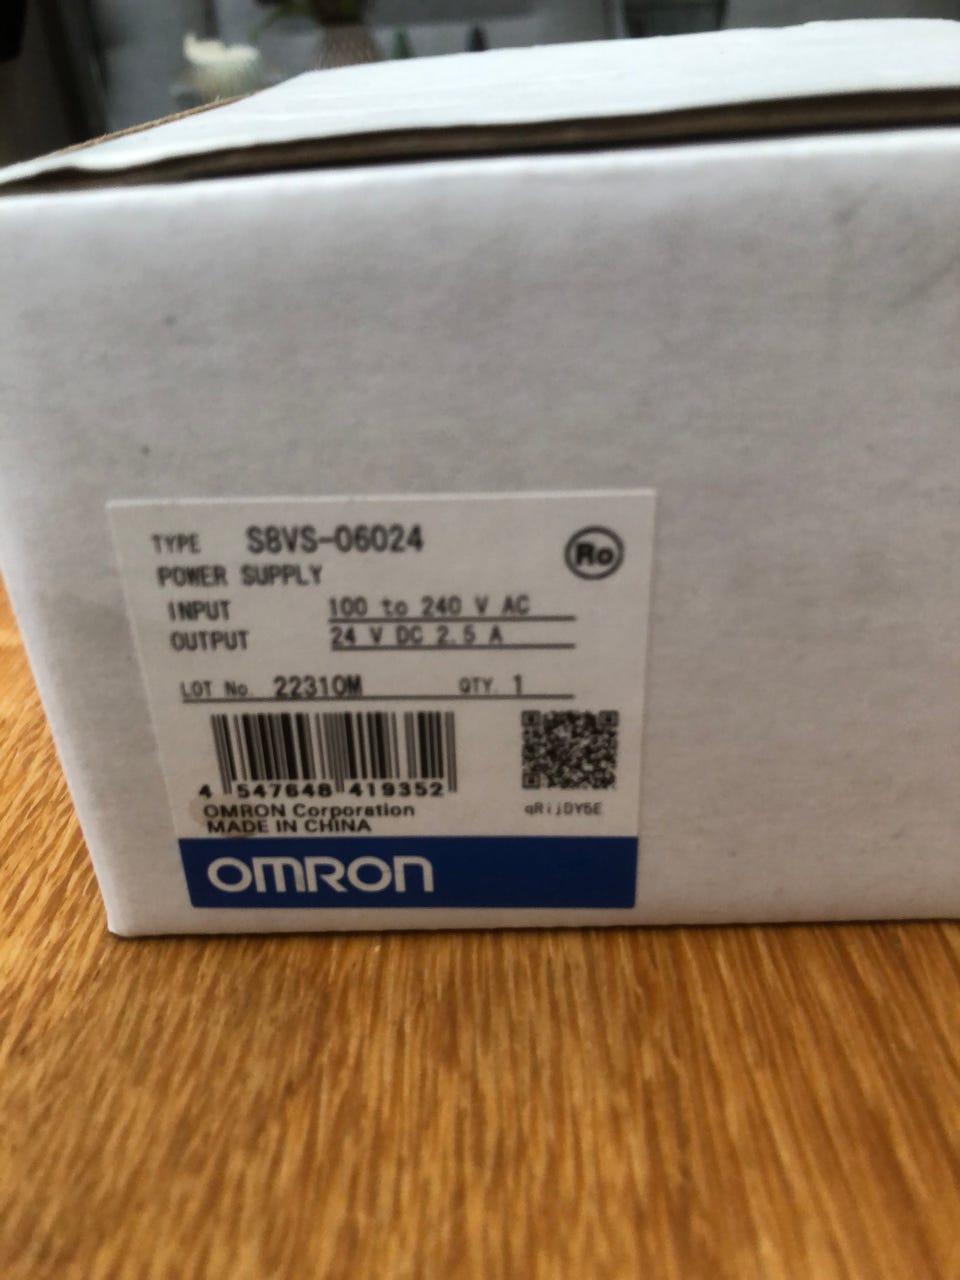 TYPE S8VS-06024
Ro
POWER SUPPLY
INPUT 100 to 240 V AC
OUTPUT 24 V DC 2.5 A
LOT No. 22310M QTY. 1
4 547648 419352
OMRON Corporation
MADE IN CHINA
OMRON